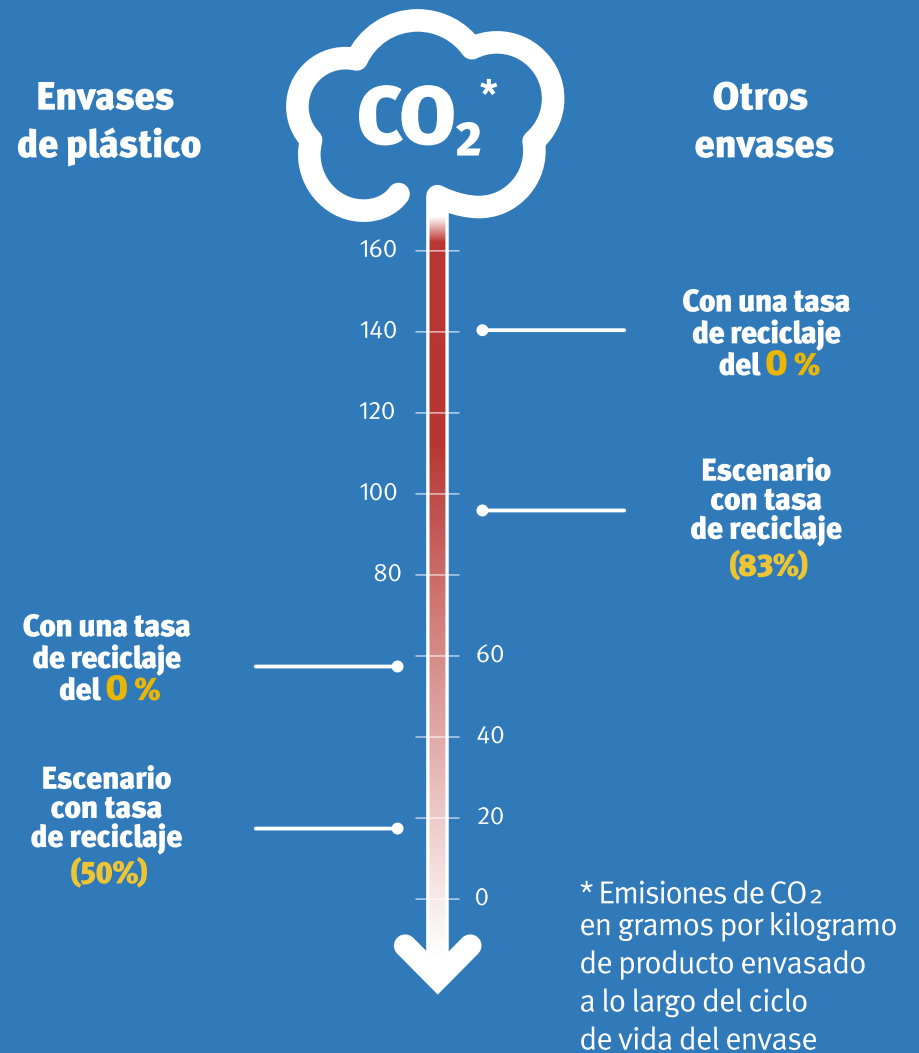 Envases
de plástico
CO₂*
Otros
envases
160
140
120
100
80
60
40
20
0
Con una tasa
de reciclaje
del 0 %
Escenario
con tasa
de reciclaje
(83%)
Con una tasa
de reciclaje
del 0 %
Escenario
con tasa
de reciclaje
(50%)
* Emisiones de CO₂
en gramos por kilogramo
de producto envasado
a lo largo del ciclo
de vida del envase